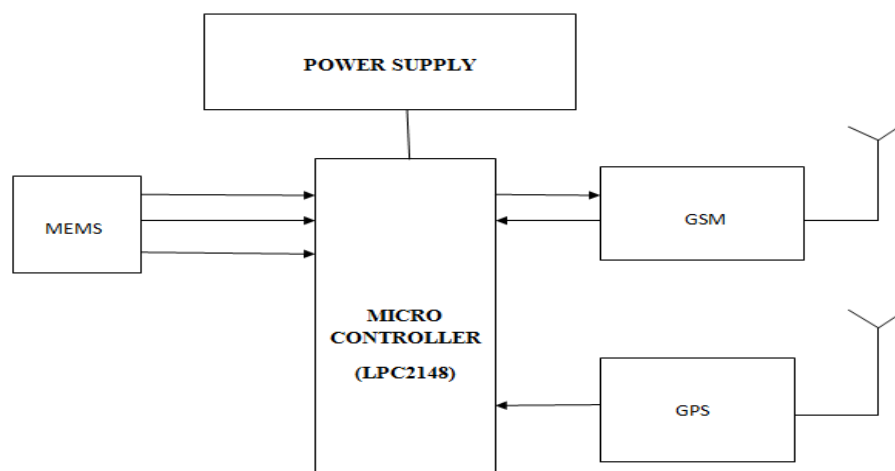 POWER SUPPLY
MEMS
GSM
MICRO
CONTROLLER
(LPC2148)
GPS